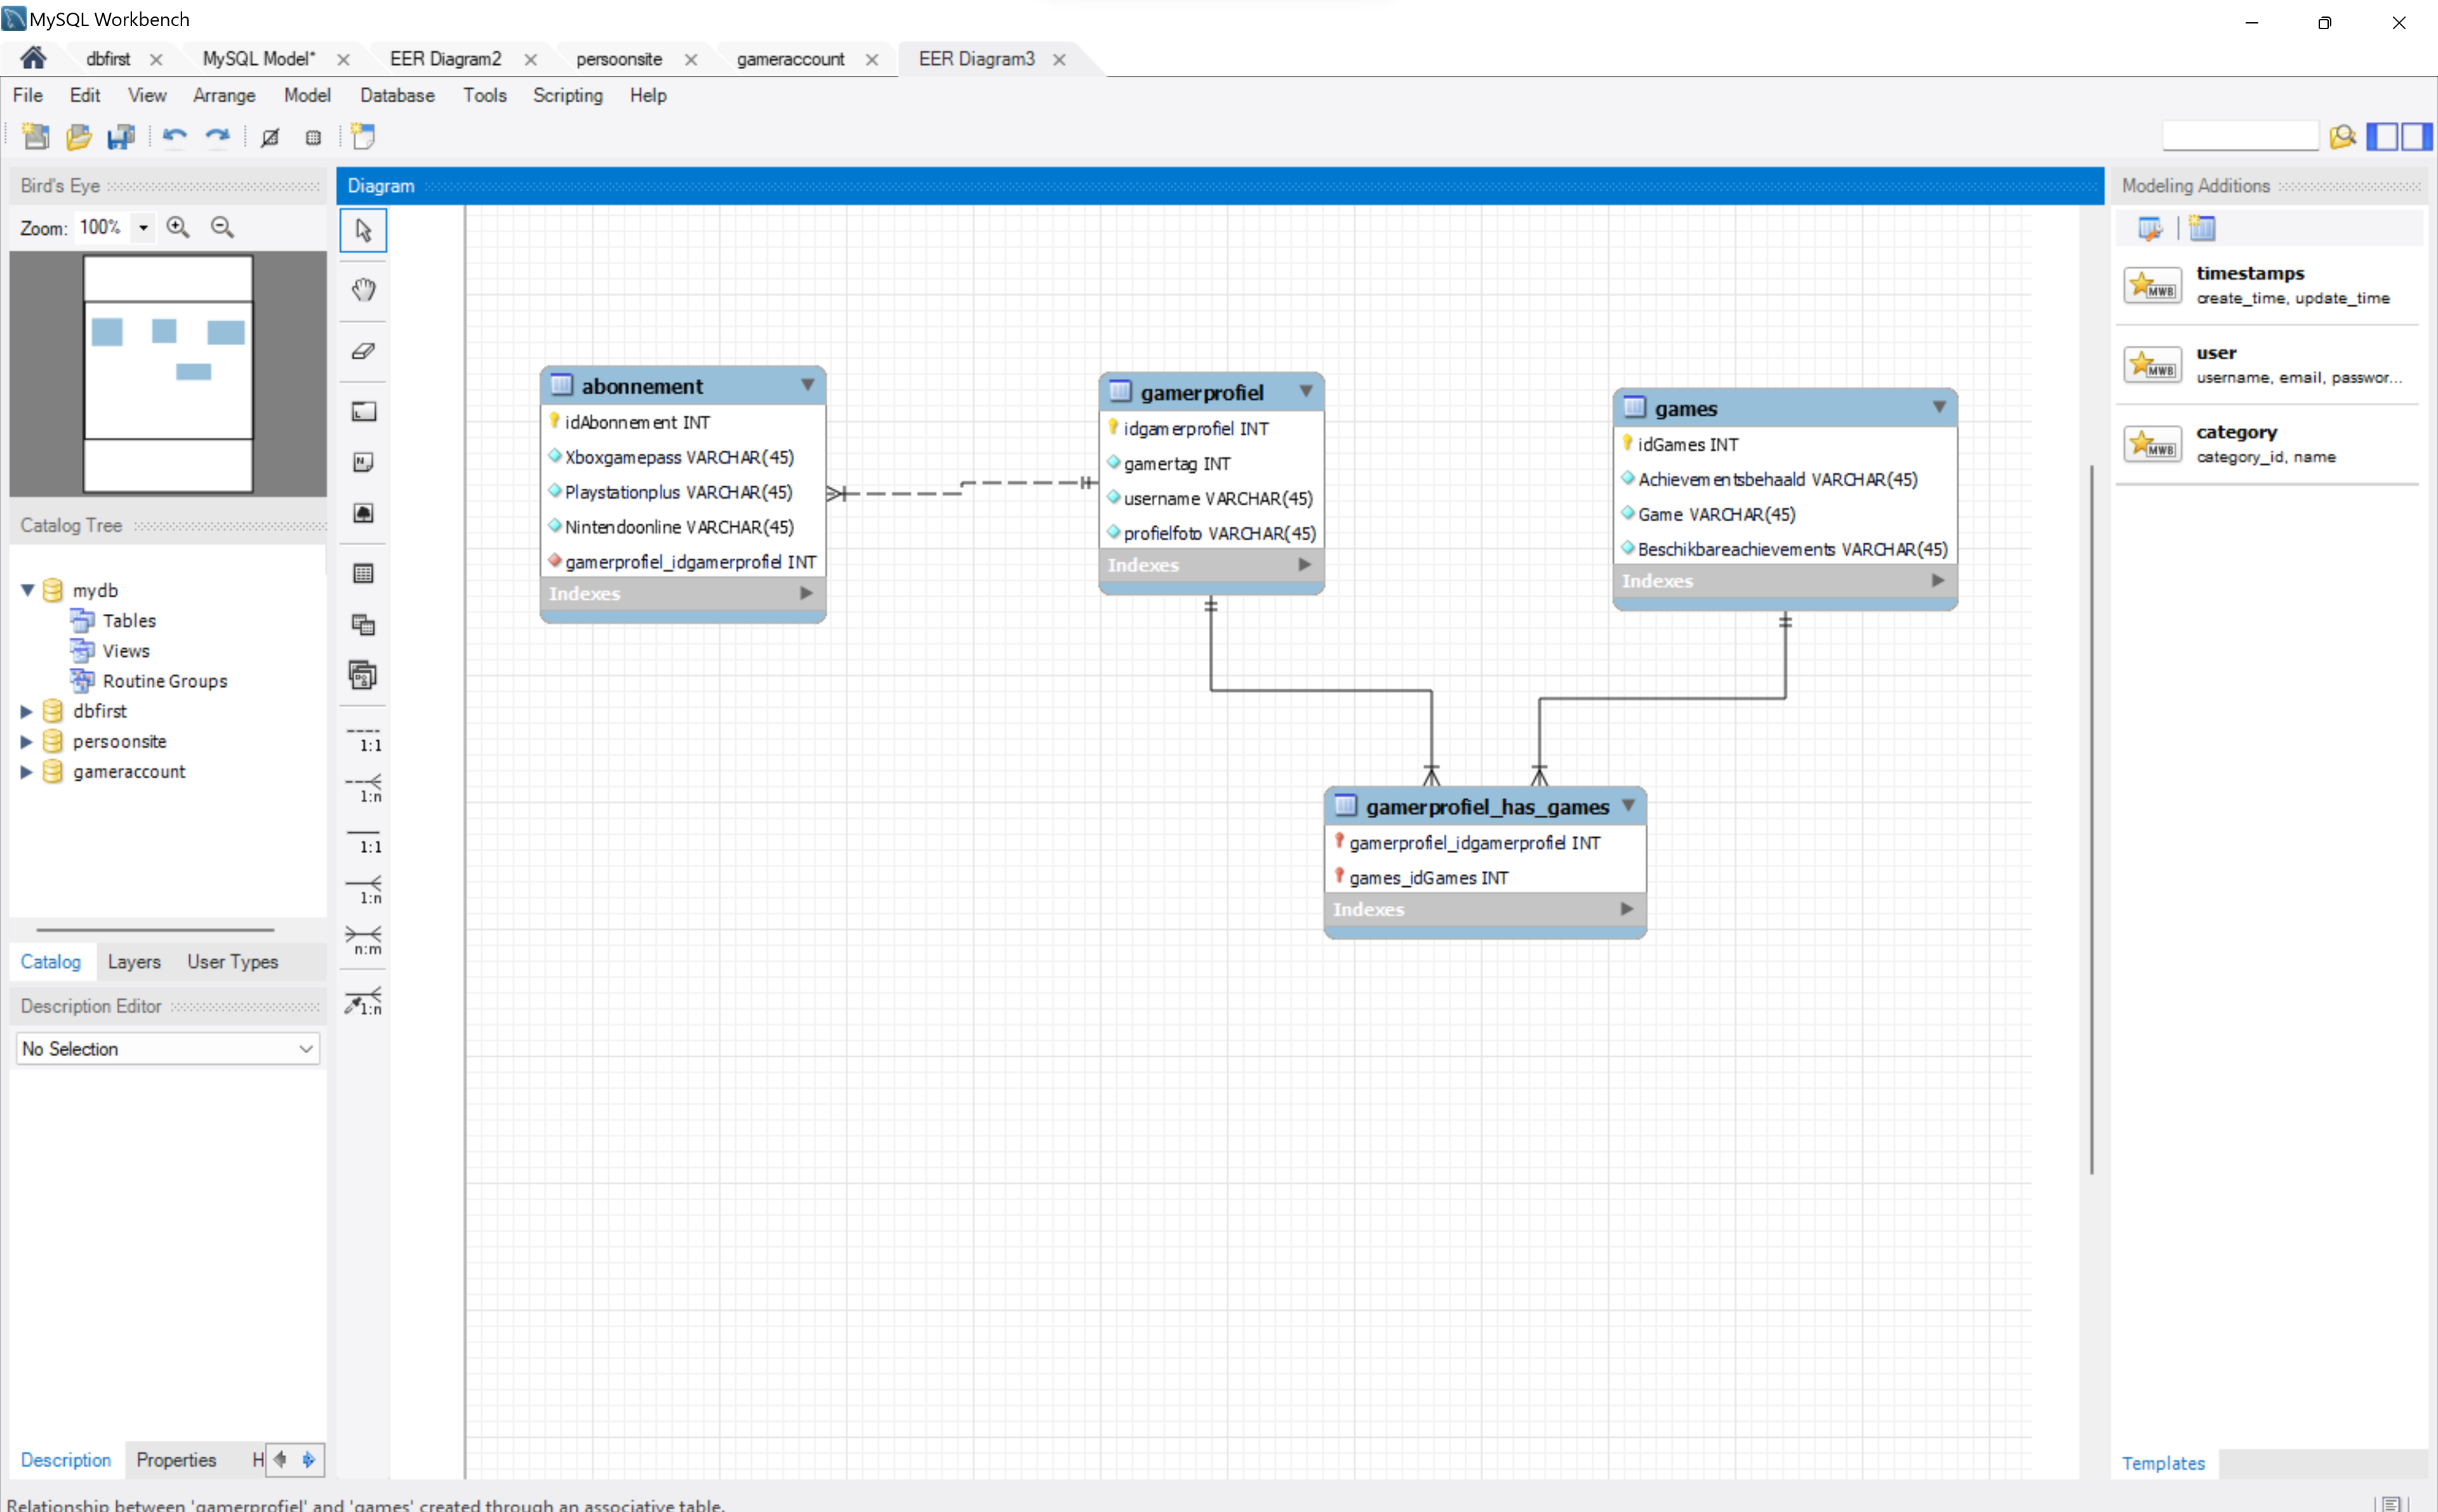 MySQL Workbench
dbfirst
MySQL Model*
EER Diagram2
persoonsite
gameraccount
EER Diagram3
File Edit View Arrange Model Database Tools Scripting Help
Bird's Eye
Zoom: 100%
Catalog Tree
mydb
Tables
Views
Routine Groups
dbfirst
persoonsite
gameraccount
Catalog Layers User Types
Description Editor
No Selection
Description Properties H
Diagram
N
1:1
1:n
1:1
1:n
n:m
1:n
abonnement
idAbonnement INT
Xboxgamepass VARCHAR(45)
Playstationplus VARCHAR(45)
Nintendoonline VARCHAR(45)
gamerprofiel_idgamerprofiel INT
Indexes
gamerprofiel
idgamerprofiel INT
gamertag INT
username VARCHAR(45)
profielfoto VARCHAR(45)
Indexes
games
idGames INT
Achievementsbehaald VARCHAR(45)
Game VARCHAR(45)
Beschikbareachievements VARCHAR(45)
Indexes
gamerprofiel_has_games
gamerprofiel_idgamerprofiel INT
games_idGames INT
Indexes
Modeling Additions
MWB
timestamps
create_time, update_time
MWB
user
username, email, passwor...
MWB
category
category_id, name
Templates
Relationship between 'gamerprofiel' and 'games' created through an associative table.